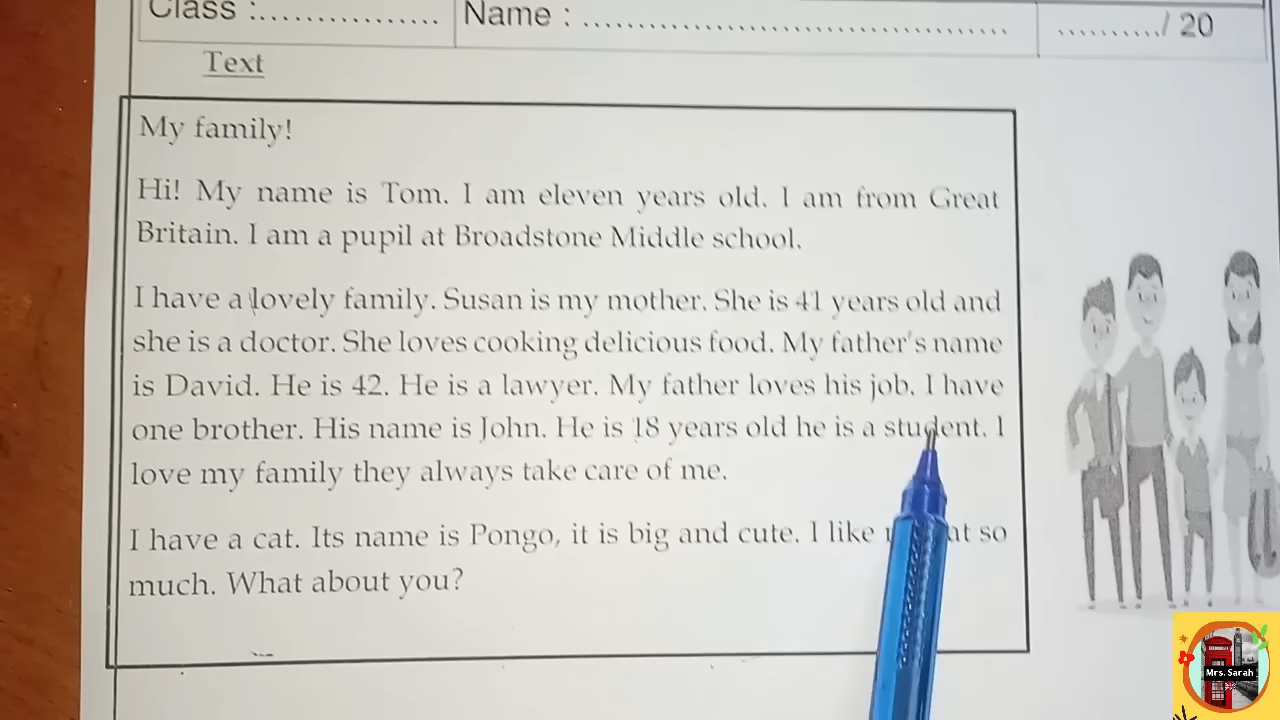 Class :................
Name : ..........................................
........../ 20
Text
My family!
Hi! My name is Tom. I am eleven years old. I am from Great
Britain. I am a pupil at Broadstone Middle school.
I have a lovely family. Susan is my mother. She is 41 years old and
she is a doctor. She loves cooking delicious food. My father's name
is David. He is 42. He is a lawyer. My father loves his job. I have
one brother. His name is John. He is 18 years old he is a student. I
love my family they always take care of me.
I have a cat. Its name is Pongo, it is big and cute. I like so
much. What about you?
Mrs. Sarah